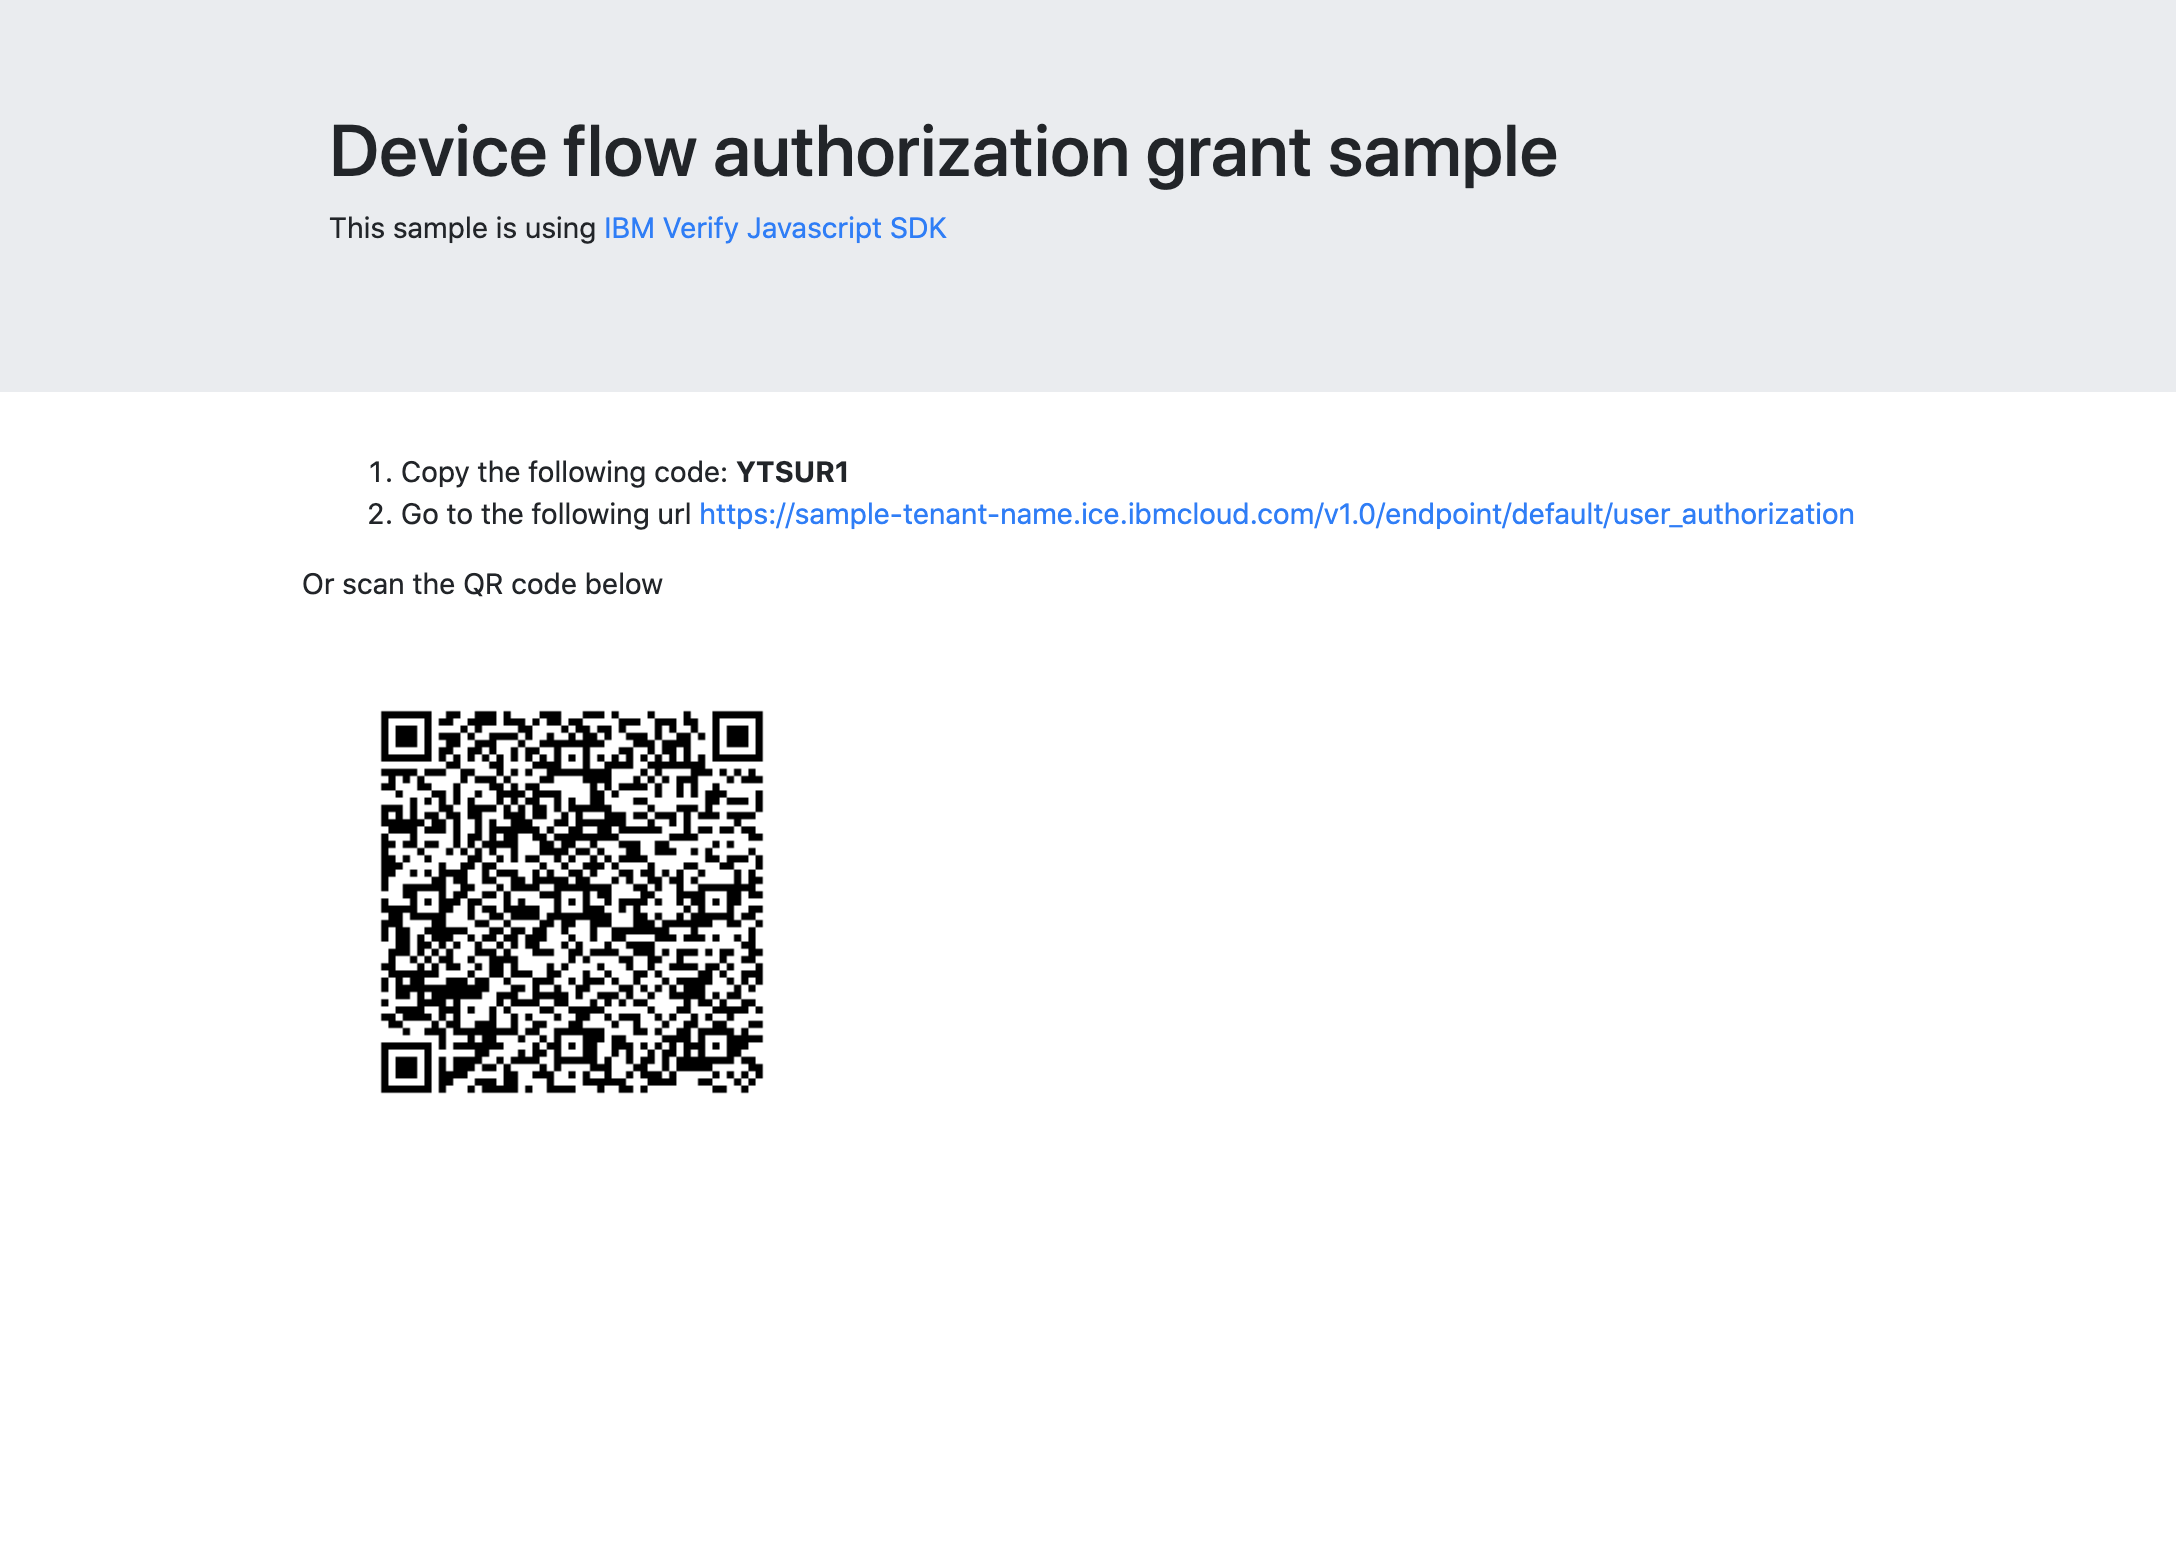 Device flow authorization grant sample
This sample is using IBM Verify Javascript SDK
1. Copy the following code: YTSUR1
2. Go to the following url https://sample-tenant-name.ice.ibmcloud.com/v1.0/endpoint/default/user_authorization
Or scan the QR code below